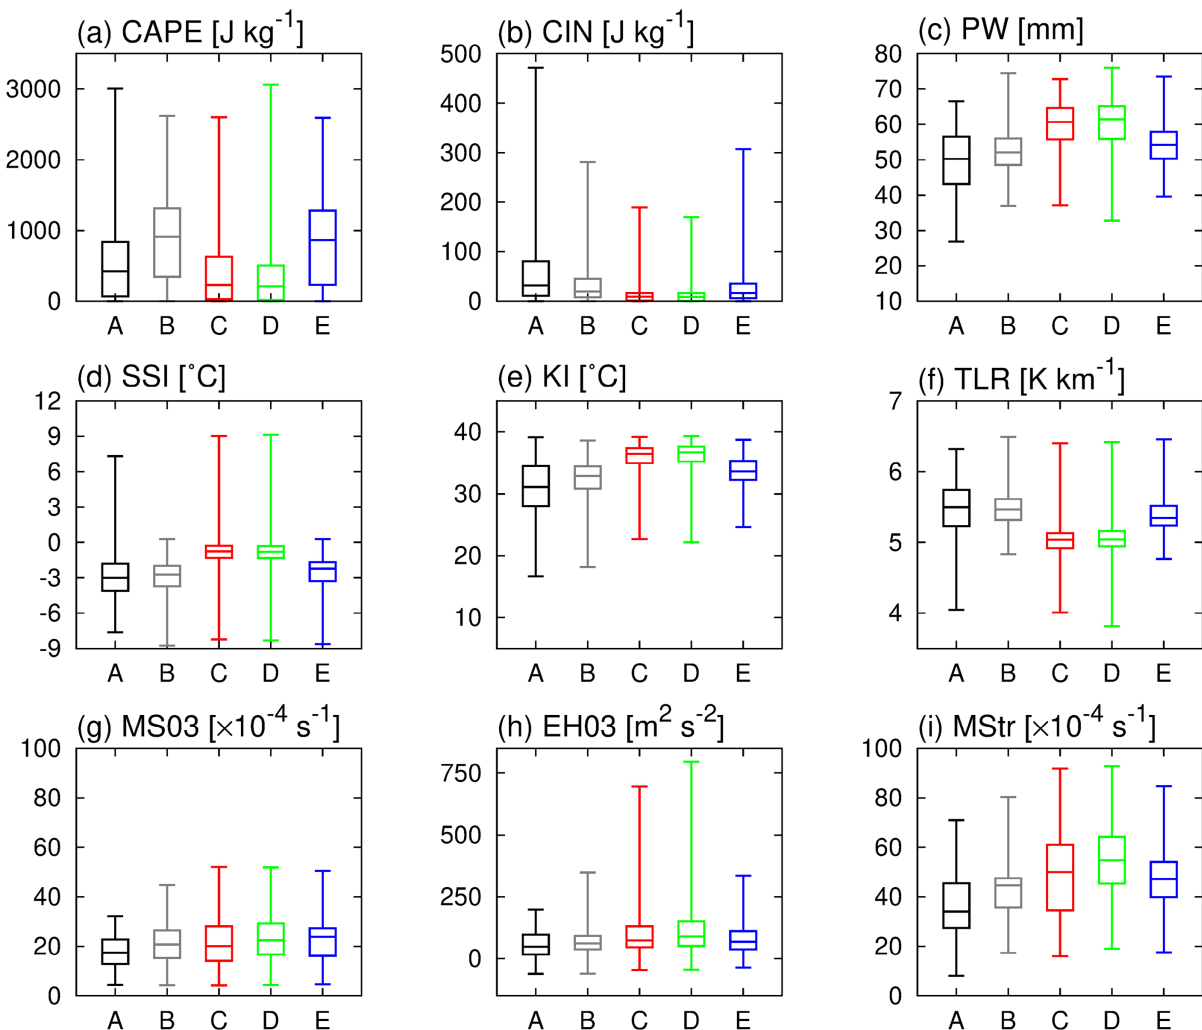 (a) CAPE [J kg⁻¹]
3000
2000
1000
0
A B C D E
(b) CIN [J kg⁻¹]
500
400
300
200
100
0
A B C D E
(c) PW [mm]
80
70
60
50
40
30
20
10
A B C D E
(d) SSI [˚C]
12
9
6
3
0
-3
-6
-9
A B C D E
(e) KI [˚C]
40
30
20
10
A B C D E
(f) TLR [K km⁻¹]
7
6
5
4
A B C D E
(g) MS03 [×10⁻⁴ s⁻¹]
100
80
60
40
20
0
A B C D E
(h) EH03 [m² s⁻²]
750
500
250
0
A B C D E
(i) MStr [×10⁻⁴ s⁻¹]
100
80
60
40
20
0
A B C D E